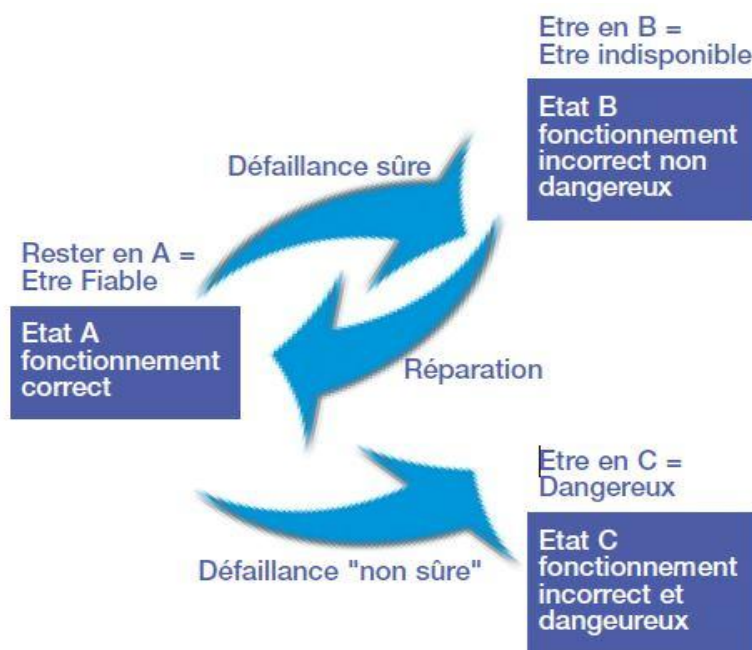 Etre en B =
Etre indisponible
Etat B
fonctionnement
incorrect non
dangereux
Défaillance sûre
Rester en A =
Etre Fiable
Etat A
fonctionnement
correct
Réparation
Etre en C =
Dangereux
Etat C
fonctionnement
incorrect et
dangeureux
Défaillance "non sûre"